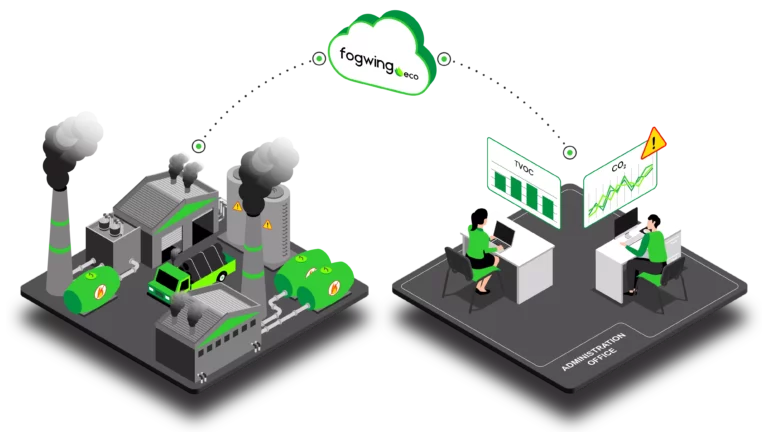 fogwing
eco
TVOC
CO₂
ADMINISTRATION
OFFICE